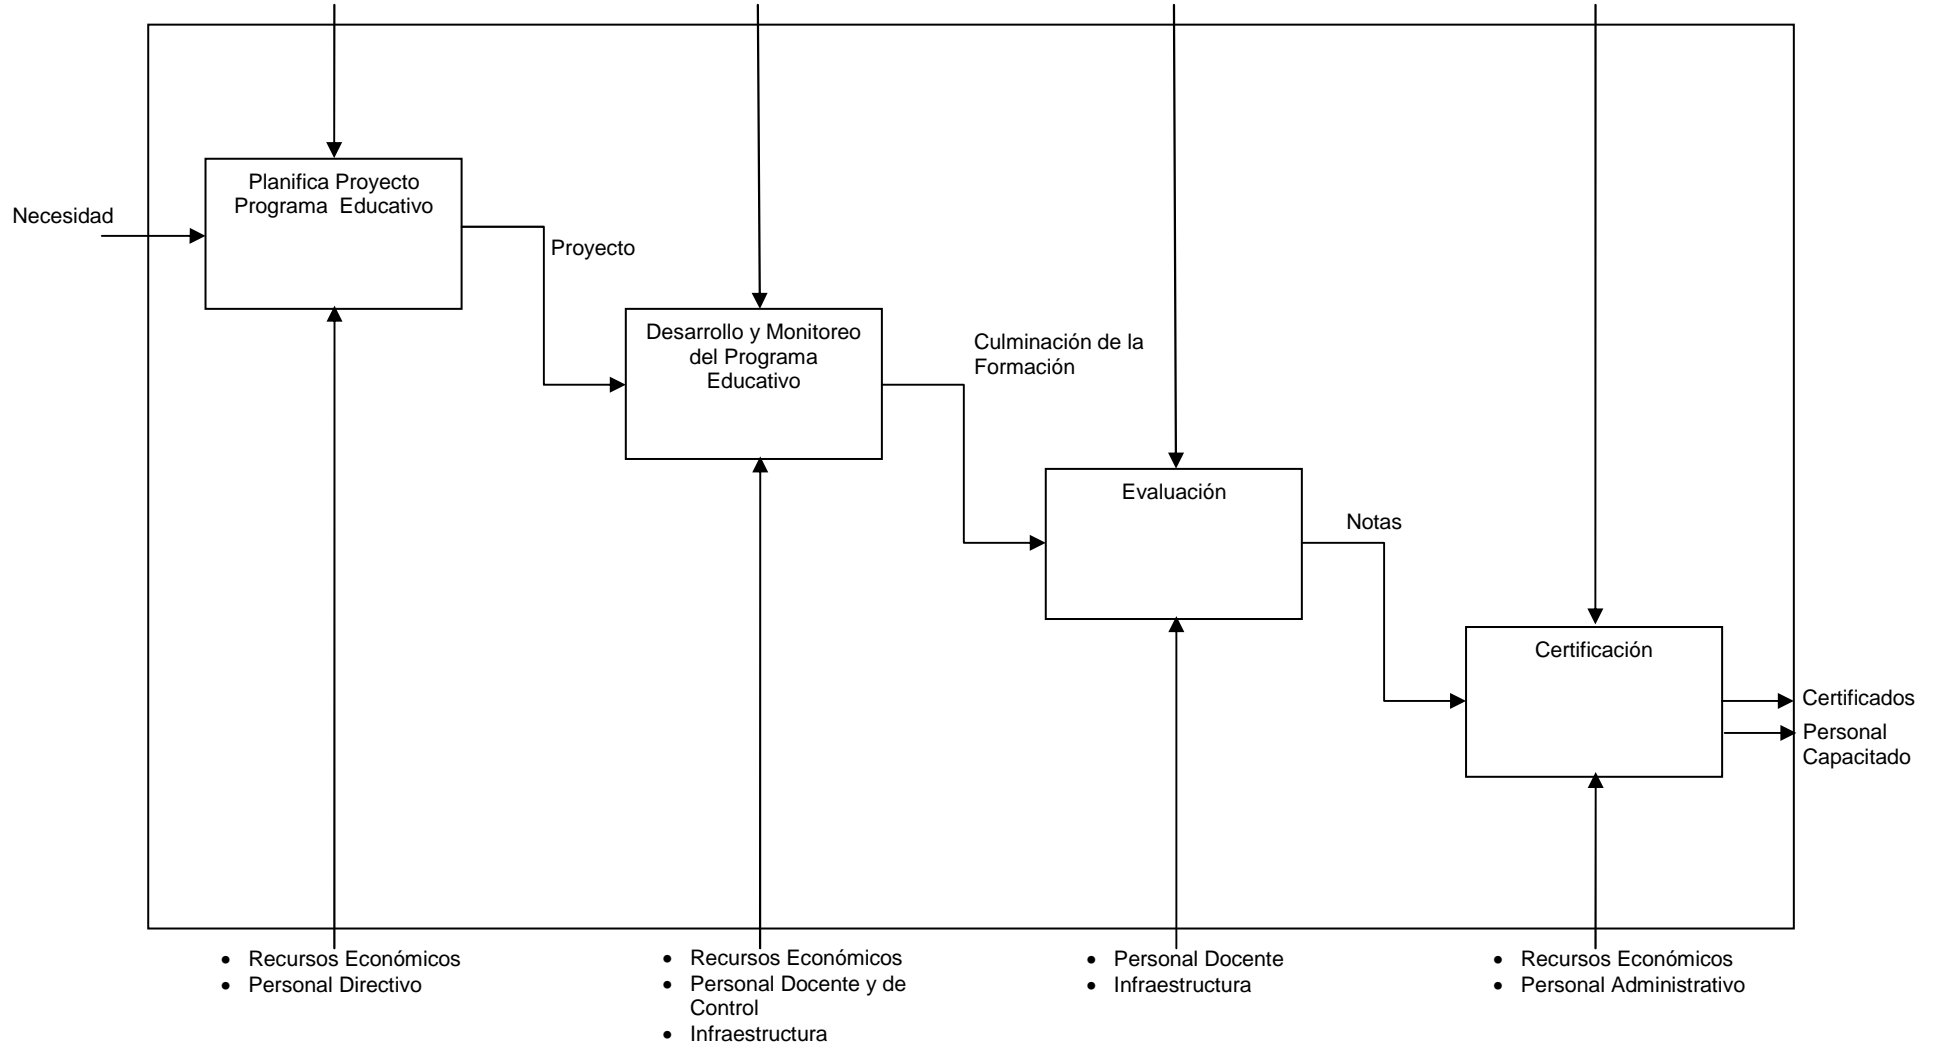 Necesidad
Planifica Proyecto
Programa Educativo
Proyecto
Desarrollo y Monitoreo
del Programa
Educativo
Culminación de la
Formación
Evaluación
Notas
Certificación
Certificados
Personal
Capacitado
• Recursos Económicos
• Personal Directivo
• Recursos Económicos
• Personal Docente y de
Control
• Infraestructura
• Personal Docente
• Infraestructura
• Recursos Económicos
• Personal Administrativo